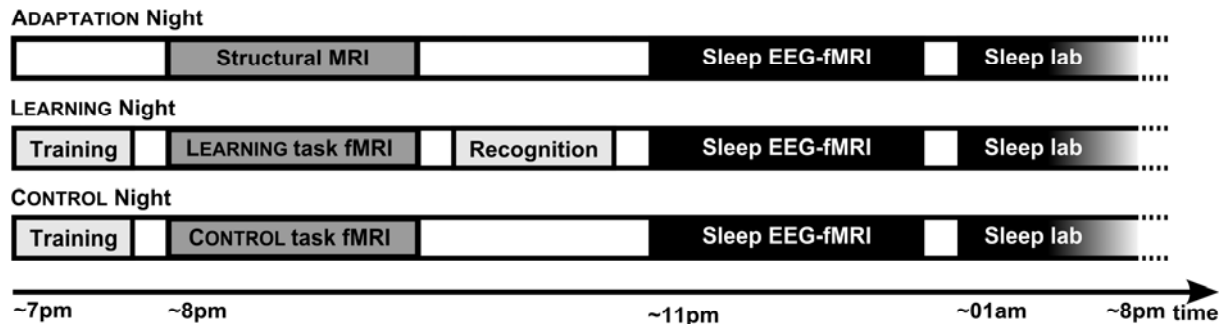 ADAPTATION Night
Structural MRI Sleep EEG-fMRI Sleep lab
LEARNING Night
Training LEARNING task fMRI Recognition Sleep EEG-fMRI Sleep lab
CONTROL Night
Training CONTROL task fMRI Sleep EEG-fMRI Sleep lab
~7pm ~8pm ~11pm ~01am ~8pm time